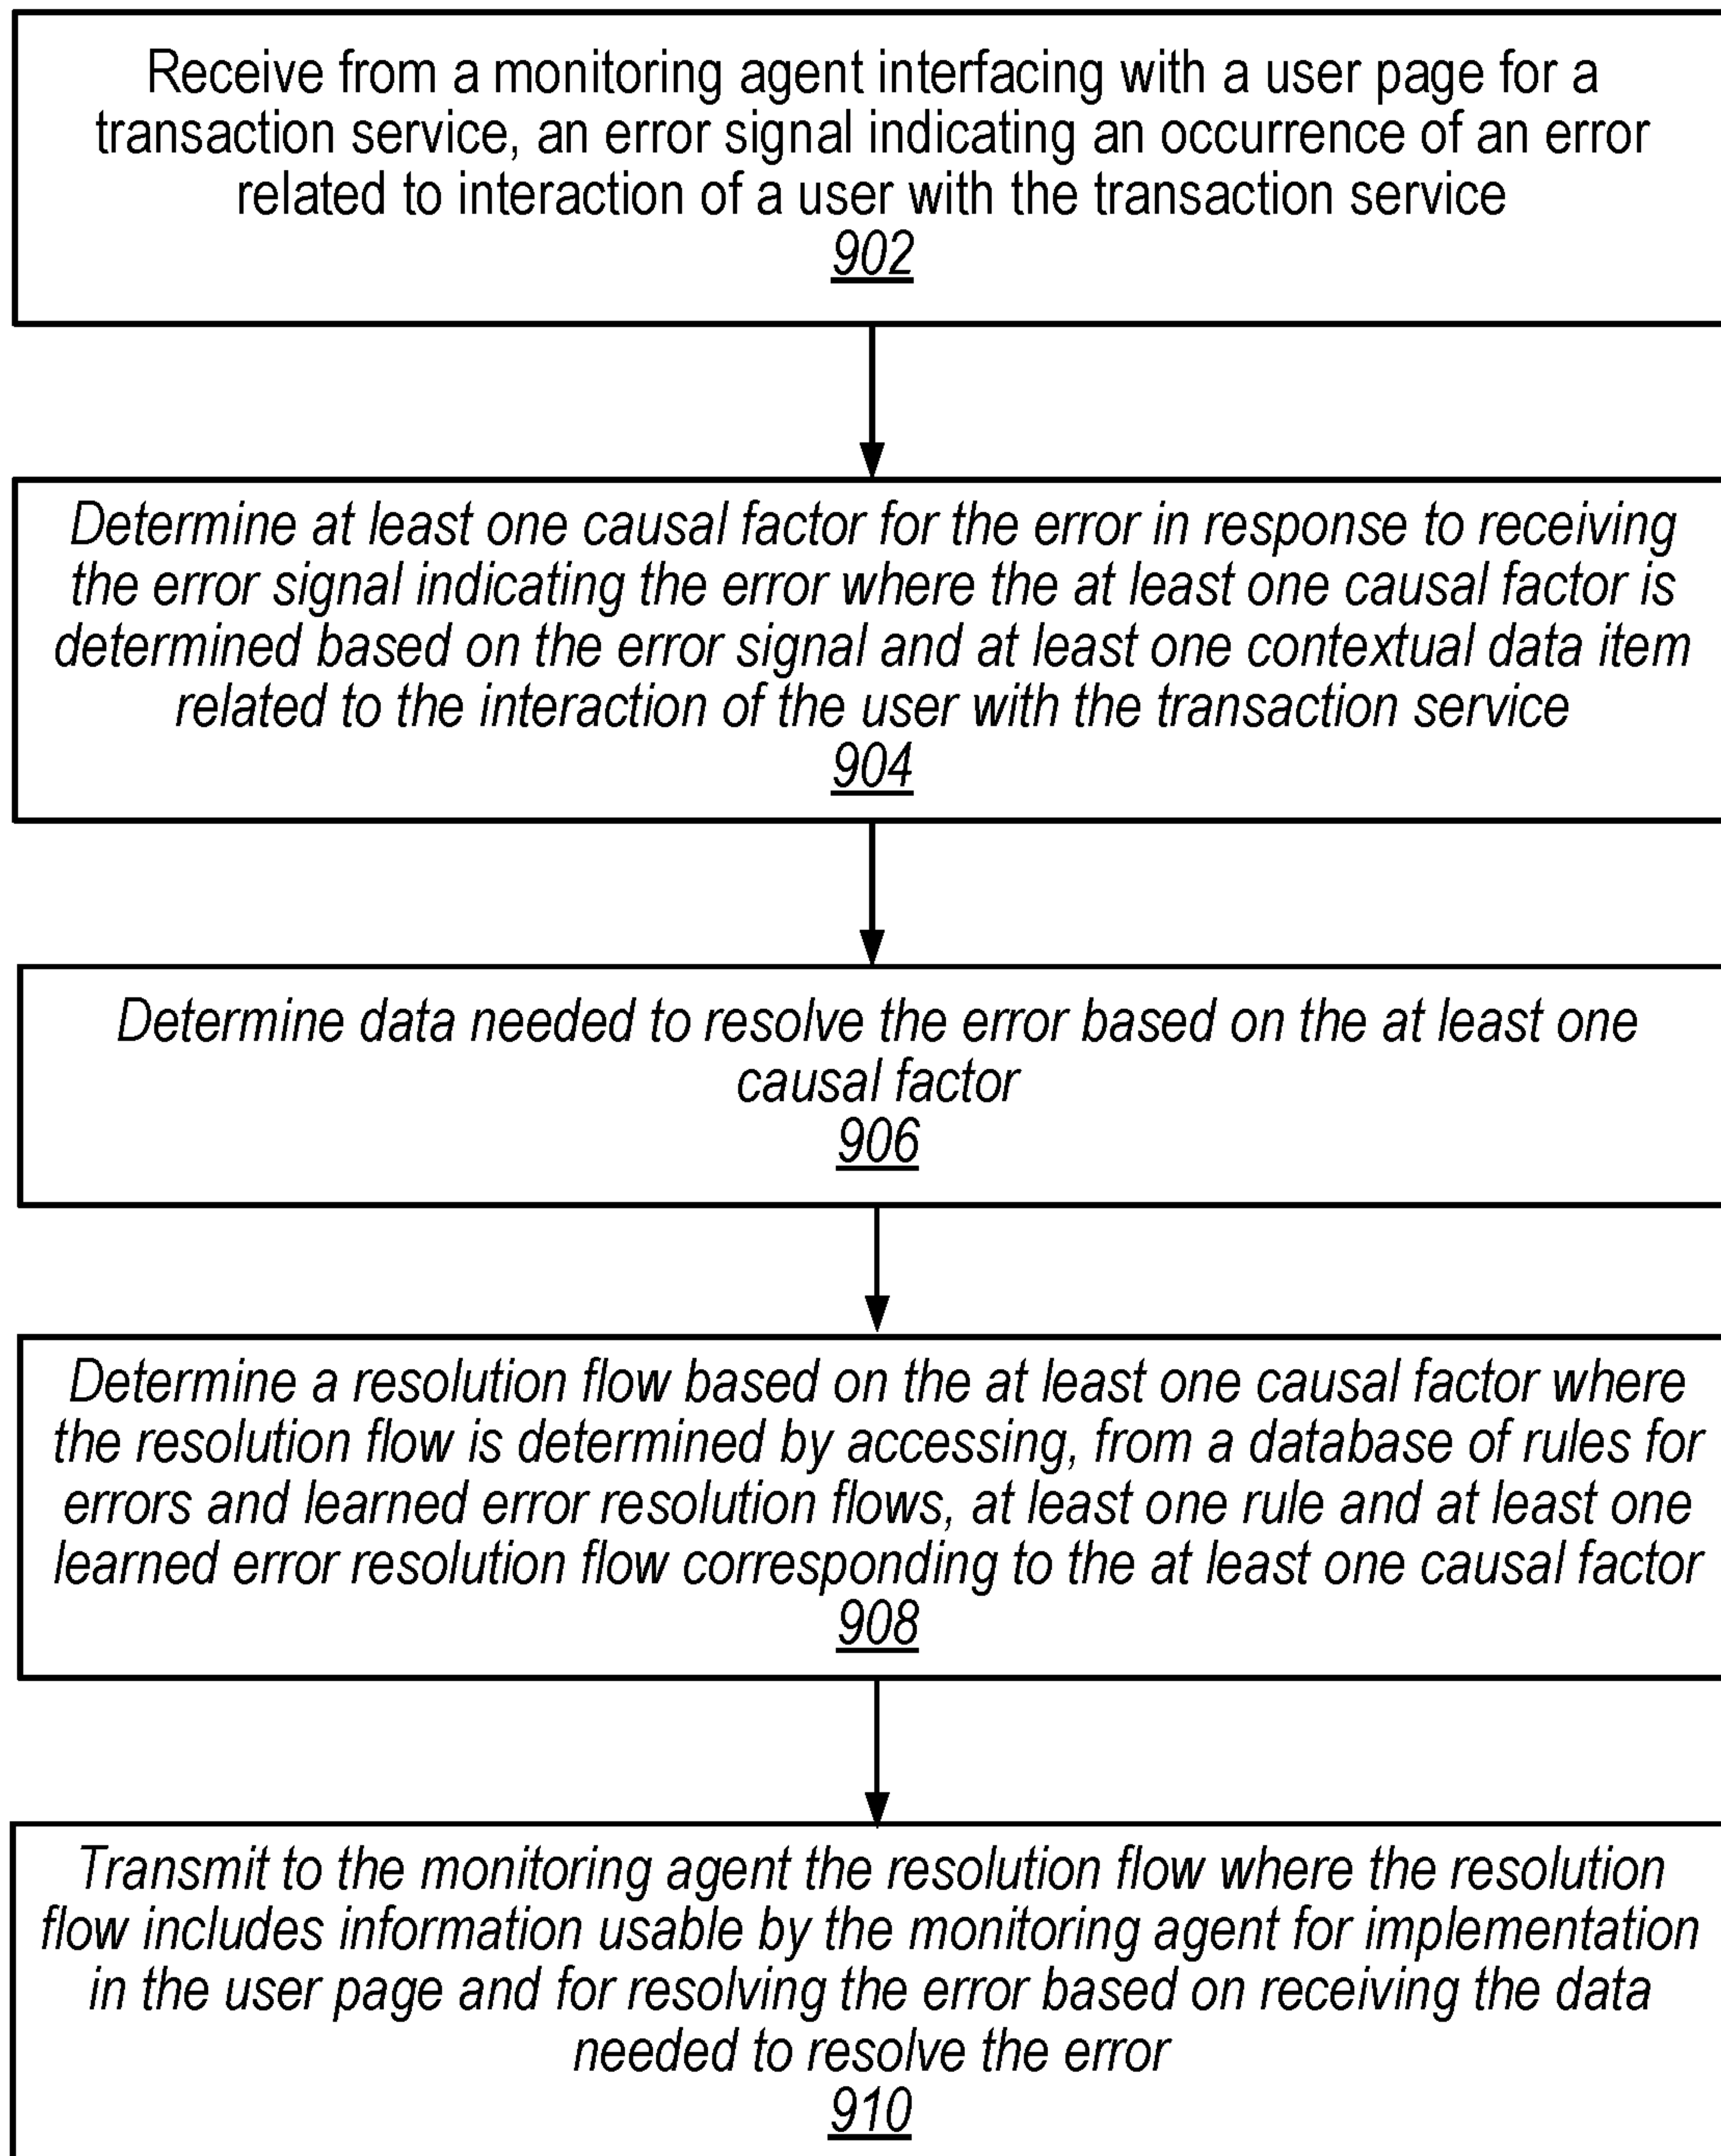 Receive from a monitoring agent interfacing with a user page for a
transaction service, an error signal indicating an occurrence of an error
related to interaction of a user with the transaction service
902
Determine at least one causal factor for the error in response to receiving
the error signal indicating the error where the at least one causal factor is
determined based on the error signal and at least one contextual data item
related to the interaction of the user with the transaction service
904
Determine data needed to resolve the error based on the at least one
causal factor
906
Determine a resolution flow based on the at least one causal factor where
the resolution flow is determined by accessing, from a database of rules for
errors and learned error resolution flows, at least one rule and at least one
learned error resolution flow corresponding to the at least one causal factor
908
Transmit to the monitoring agent the resolution flow where the resolution
flow includes information usable by the monitoring agent for implementation
in the user page and for resolving the error based on receiving the data
needed to resolve the error
910